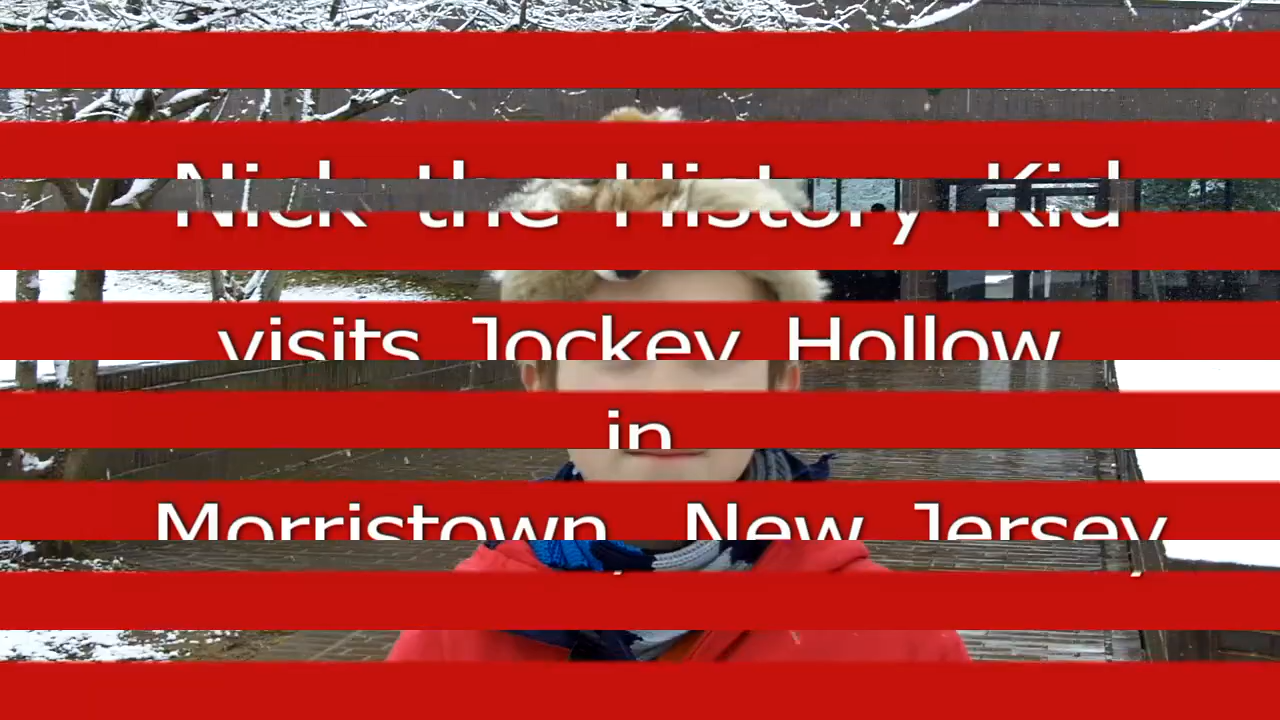 Nick the History Kid
visits Jockey Hollow
in
Morristown, New Jersey